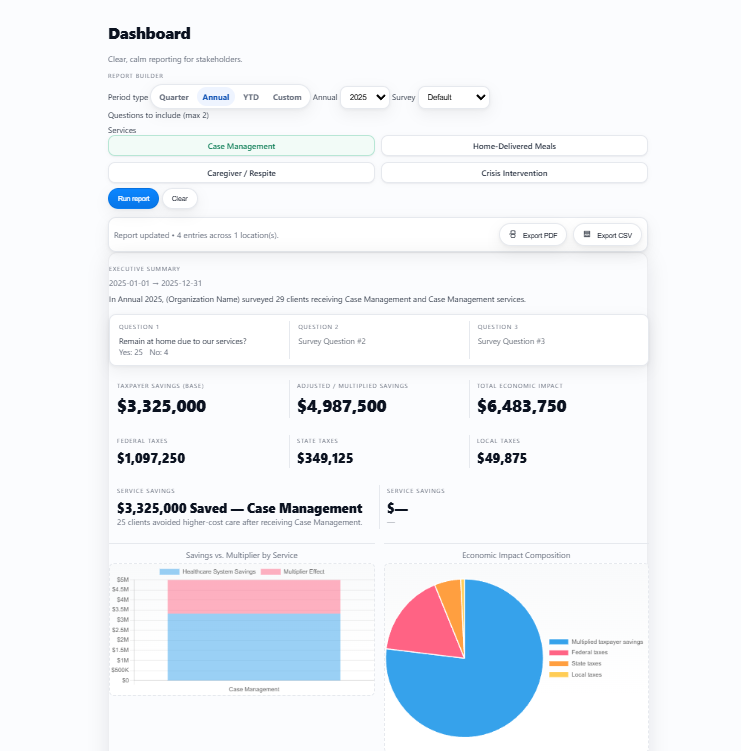 Dashboard
Clear, calm reporting for stakeholders.
REPORT BUILDER
Period type Quarter Annual YTD Custom Annual 2025 Survey Default
Questions to include (max 2)
Services
Case Management Home-Delivered Meals
Caregiver / Respite Crisis Intervention
Run report Clear
Report updated • 4 entries across 1 location(s). Export PDF Export CSV
EXECUTIVE SUMMARY
2025-01-01 → 2025-12-31
In Annual 2025, (Organization Name) surveyed 29 clients receiving Case Management and Case Management services.
QUESTION 1 QUESTION 2 QUESTION 3
Remain at home due to our services? Survey Question #2 Survey Question #3
Yes: 25 No: 4
TAXPAYER SAVINGS (BASE) ADJUSTED / MULTIPLIED SAVINGS TOTAL ECONOMIC IMPACT
$3,325,000 $4,987,500 $6,483,750
FEDERAL TAXES STATE TAXES LOCAL TAXES
$1,097,250 $349,125 $49,875
SERVICE SAVINGS SERVICE SAVINGS
$3,325,000 Saved — Case Management $—
25 clients avoided higher-cost care after receiving Case Management. —
Savings vs. Multiplier by Service Economic Impact Composition
Healthcare System Savings Multiplier Effect
$5M
$4.5M
$4M
$3.5M
$3M
$2.5M
$2M
$1.5M
$1M
$500K
$0
Case Management
Multiplied taxpayer savings
Federal taxes
State taxes
Local taxes